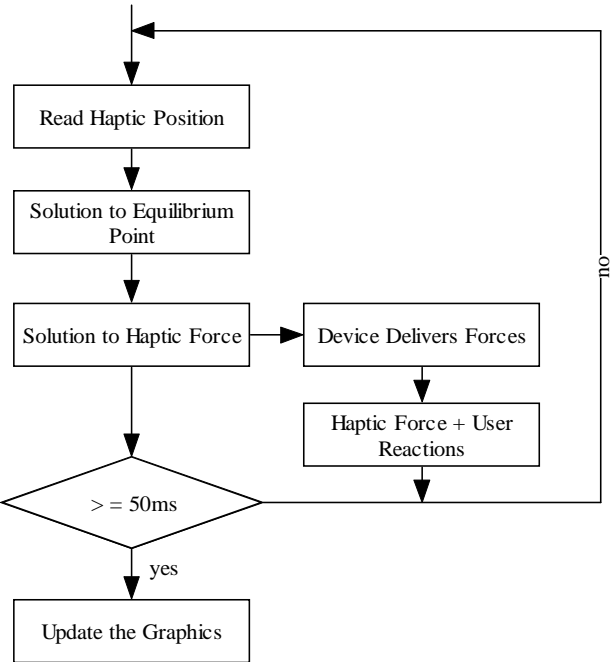 Read Haptic Position
Solution to Equilibrium
Point
Solution to Haptic Force
Device Delivers Forces
Haptic Force + User
Reactions
no
> = 50ms
yes
Update the Graphics